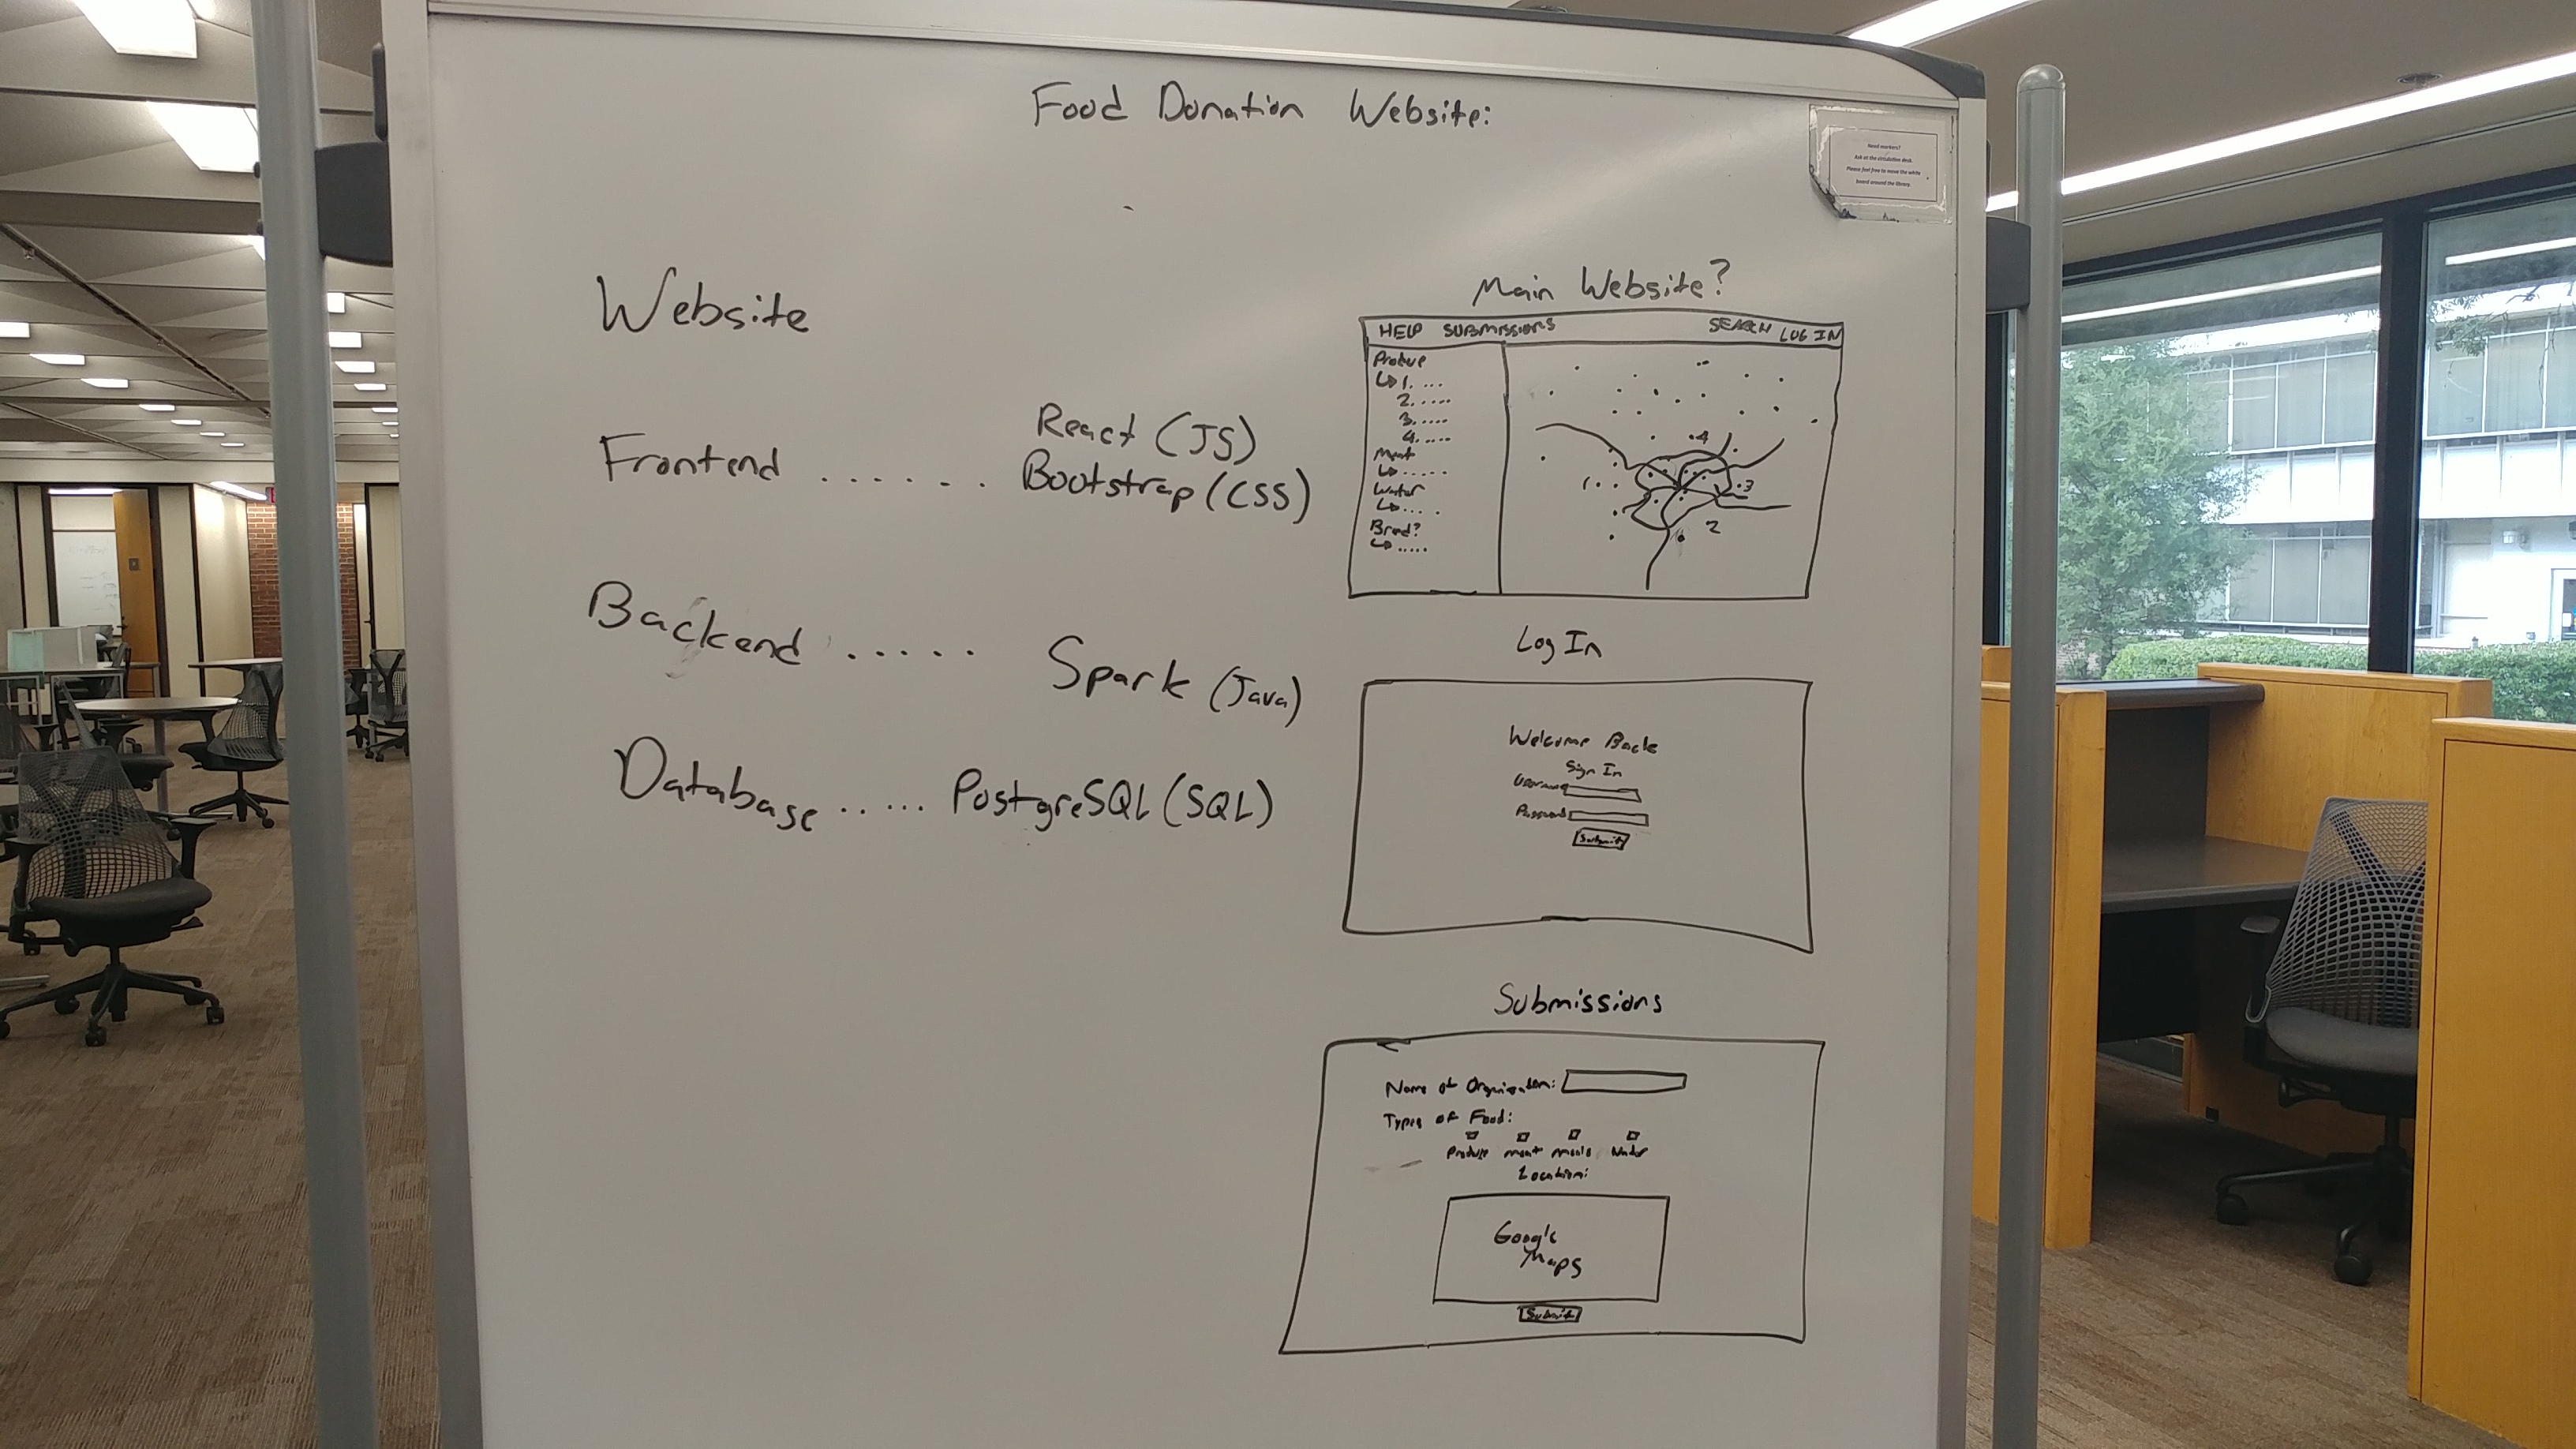 Food Donation Website:
Need markers?
Ask at the circulation desk.
Please feel free to move the white
board around the library.
Website
Frontend ...... React (JS)
Bootstrap (CSS)
Backend ..... Spark (Java)
Database ...... PostgreSQL (SQL)
Main Website?
HELP SUBMISSIONS SEARCH LOG IN
Produce
↳ 1. ....
2. .....
3. .....
4. ....
Meat
↳ .....
Water
↳ .... .
Bread?
↳ .....
4
1
3
2
Log In
Welcome Back
Sign In
Username
Password
Submit
Submissions
Name of Organization:
Types of Food:
Produce meat meals Water
Location:
Google
Maps
Submit